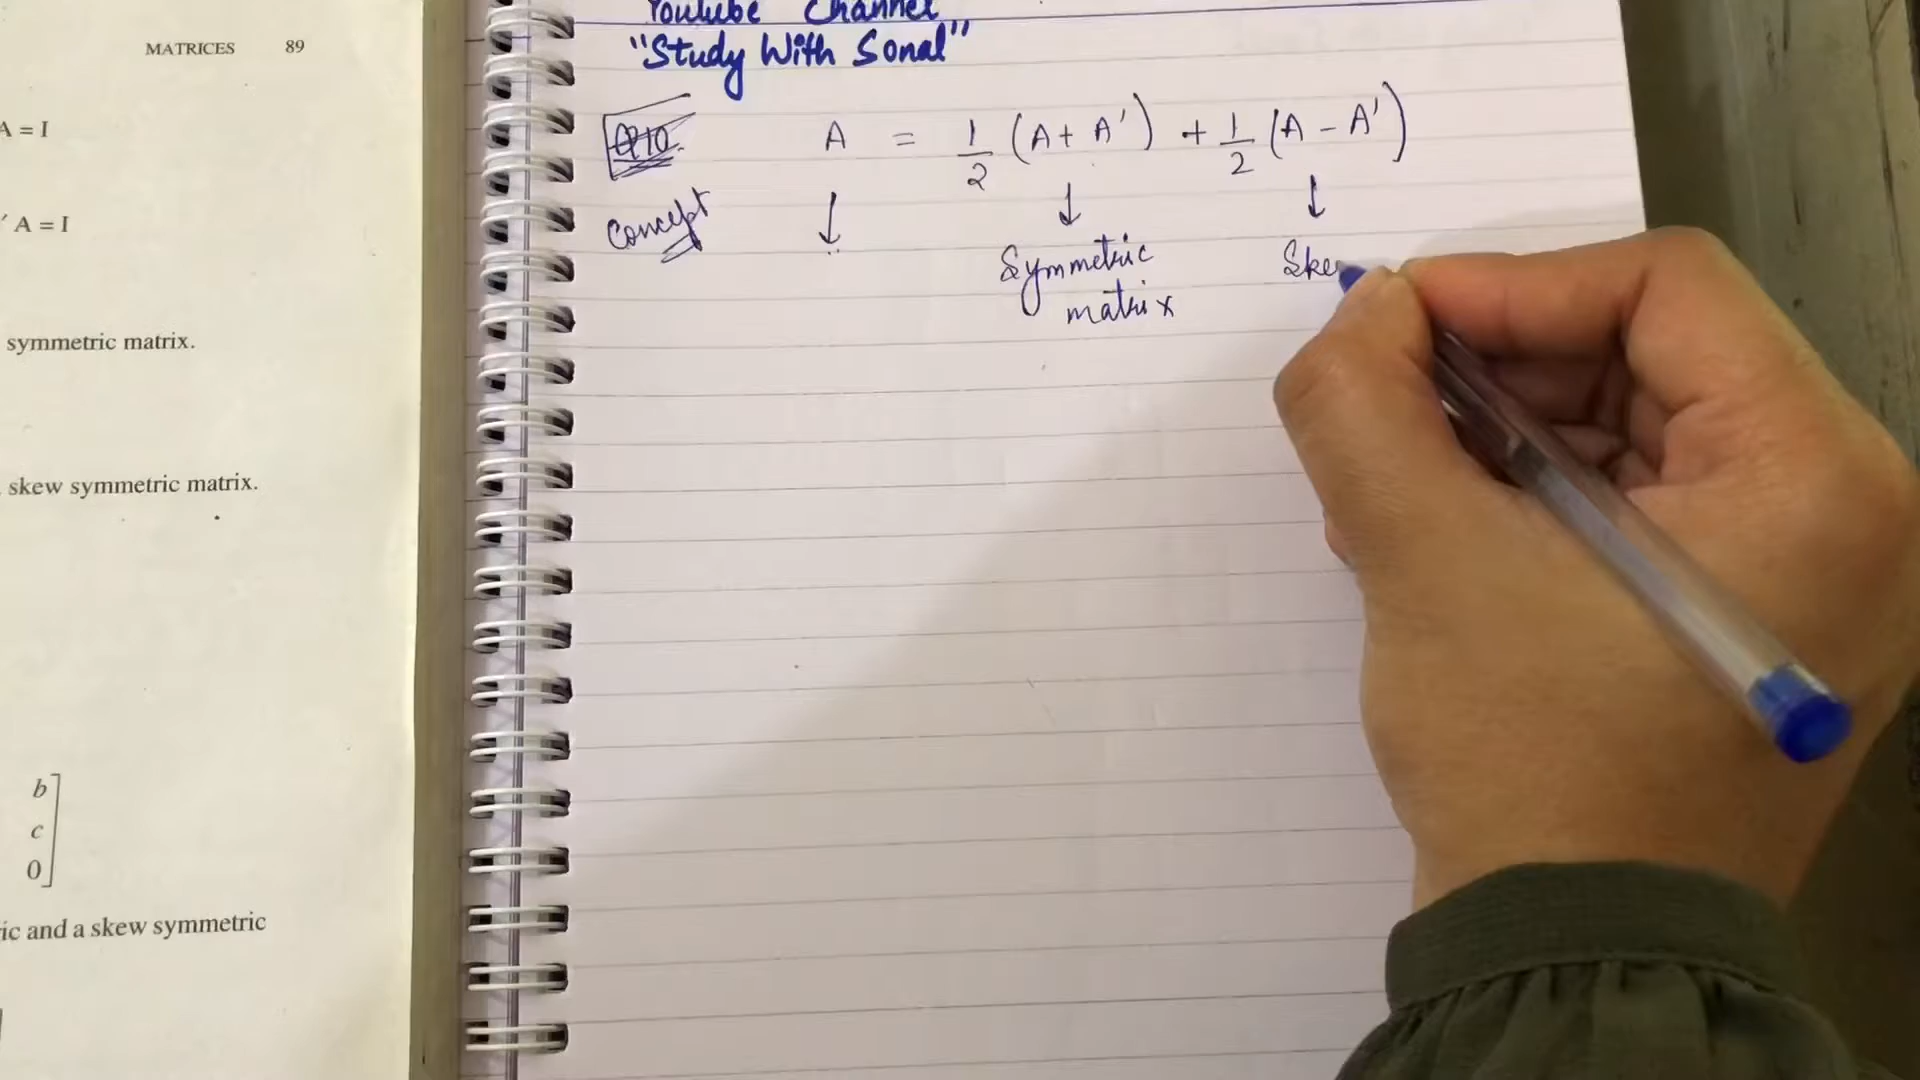 MATRICES 89
A = I
′ A = I
symmetric matrix.
skew symmetric matrix.
b
c
0
ic and a skew symmetric
Youtube Channel
"Study With Sonal"
A = 1/2 (A + A') + 1/2 (A - A')
Concept ↓ ↓ ↓
Symmetric Ske
matrix